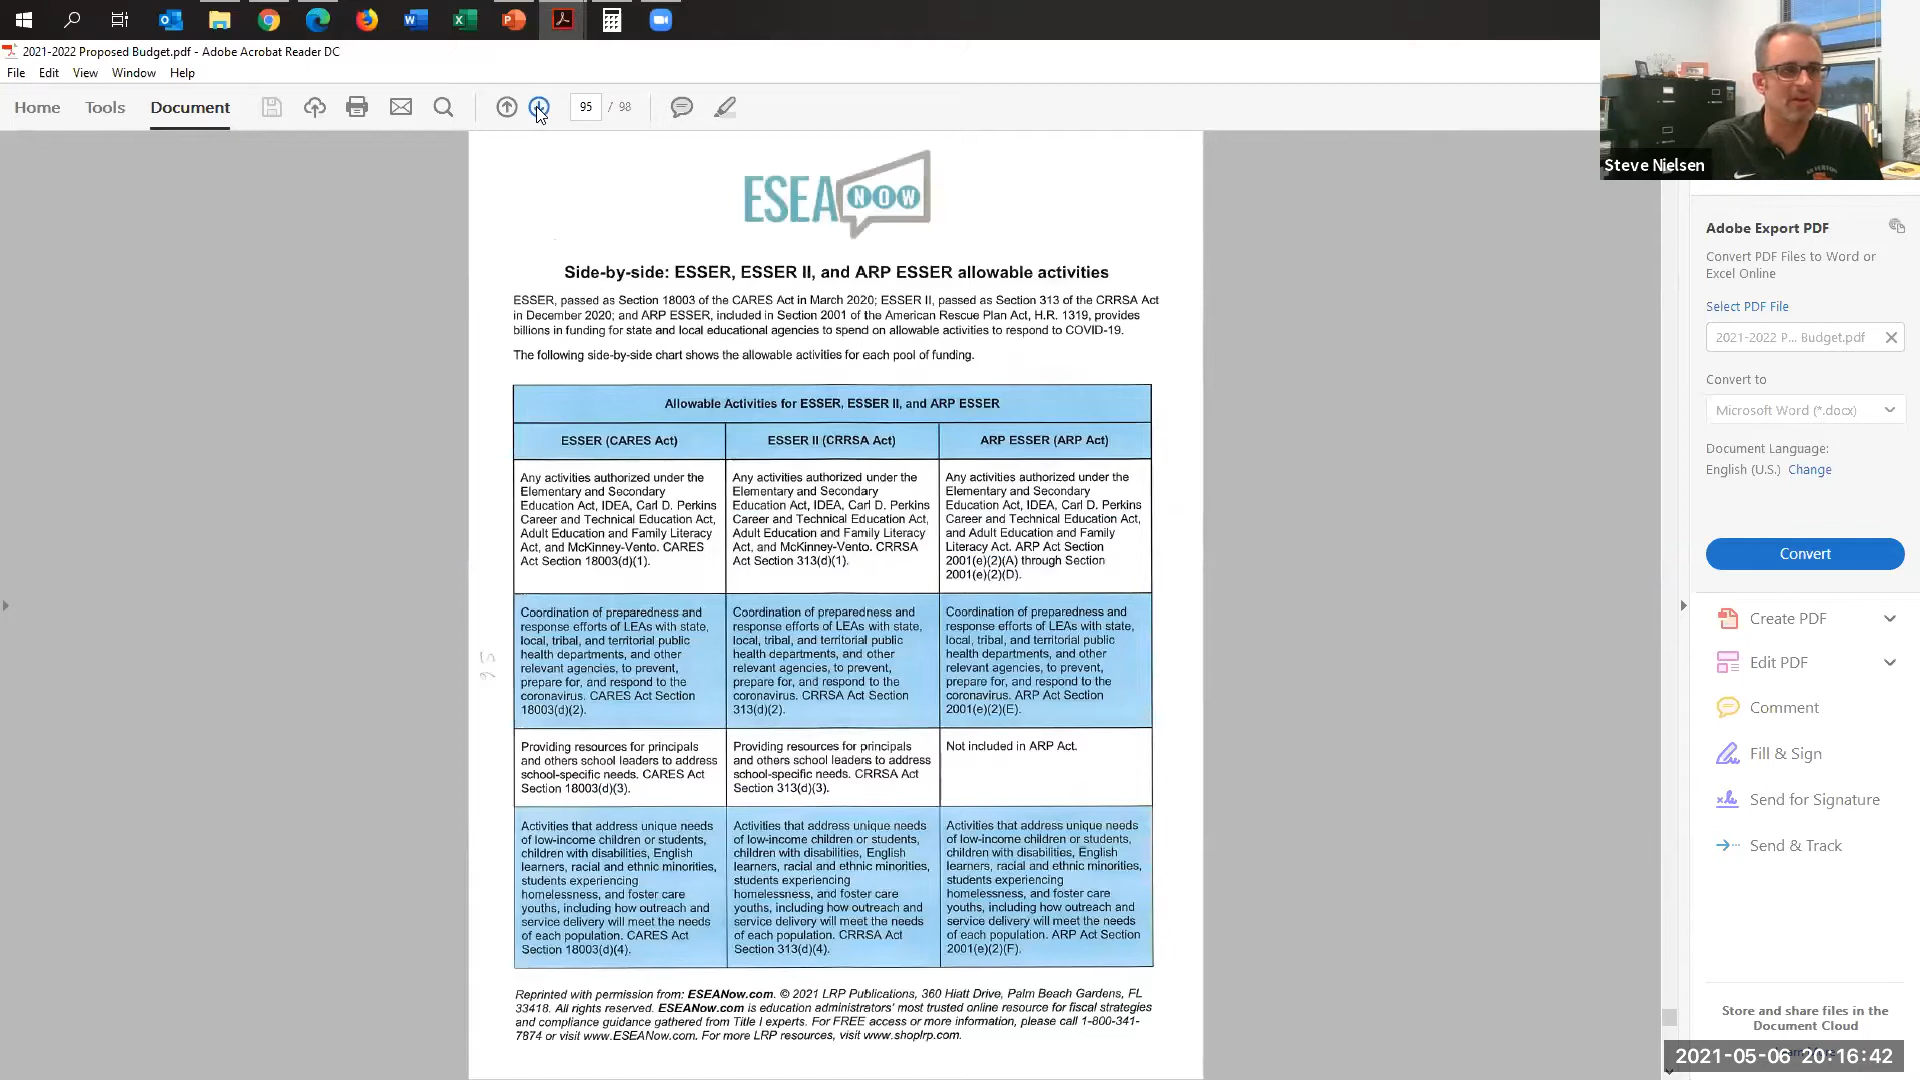 2021-2022 Proposed Budget.pdf - Adobe Acrobat Reader DC
File Edit View Window Help
Home Tools Document 95 / 98
Steve Nielsen
ESEA NOW
Side-by-side: ESSER, ESSER II, and ARP ESSER allowable activities
ESSER, passed as Section 18003 of the CARES Act in March 2020; ESSER II, passed as Section 313 of the CRRSA Act
in December 2020; and ARP ESSER, included in Section 2001 of the American Rescue Plan Act, H.R. 1319, provides
billions in funding for state and local educational agencies to spend on allowable activities to respond to COVID-19.
The following side-by-side chart shows the allowable activities for each pool of funding.
Allowable Activities for ESSER, ESSER II, and ARP ESSER
ESSER (CARES Act)
ESSER II (CRRSA Act)
ARP ESSER (ARP Act)
Any activities authorized under the
Elementary and Secondary
Education Act, IDEA, Carl D. Perkins
Career and Technical Education Act,
Adult Education and Family Literacy
Act, and McKinney-Vento. CARES
Act Section 18003(d)(1).
Any activities authorized under the
Elementary and Secondary
Education Act, IDEA, Carl D. Perkins
Career and Technical Education Act,
Adult Education and Family Literacy
Act, and McKinney-Vento. CRRSA
Act Section 313(d)(1).
Any activities authorized under the
Elementary and Secondary
Education Act, IDEA, Carl D. Perkins
Career and Technical Education Act,
and Adult Education and Family
Literacy Act. ARP Act Section
2001(e)(2)(A) through Section
2001(e)(2)(D).
Coordination of preparedness and
response efforts of LEAs with state,
local, tribal, and territorial public
health departments, and other
relevant agencies, to prevent,
prepare for, and respond to the
coronavirus. CARES Act Section
18003(d)(2).
Coordination of preparedness and
response efforts of LEAs with state,
local, tribal, and territorial public
health departments, and other
relevant agencies, to prevent,
prepare for, and respond to the
coronavirus. CRRSA Act Section
313(d)(2).
Coordination of preparedness and
response efforts of LEAs with state,
local, tribal, and territorial public
health departments, and other
relevant agencies, to prevent,
prepare for, and respond to the
coronavirus. ARP Act Section
2001(e)(2)(E).
Providing resources for principals
and others school leaders to address
school-specific needs. CARES Act
Section 18003(d)(3).
Providing resources for principals
and others school leaders to address
school-specific needs. CRRSA Act
Section 313(d)(3).
Not included in ARP Act.
Activities that address unique needs
of low-income children or students,
children with disabilities, English
learners, racial and ethnic minorities,
students experiencing
homelessness, and foster care
youths, including how outreach and
service delivery will meet the needs
of each population. CARES Act
Section 18003(d)(4).
Activities that address unique needs
of low-income children or students,
children with disabilities, English
learners, racial and ethnic minorities,
students experiencing
homelessness, and foster care
youths, including how outreach and
service delivery will meet the needs
of each population. CRRSA Act
Section 313(d)(4).
Activities that address unique needs
of low-income children or students,
children with disabilities, English
learners, racial and ethnic minorities,
students experiencing
homelessness, and foster care
youths, including how outreach and
service delivery will meet the needs
of each population. ARP Act Section
2001(e)(2)(F).
Reprinted with permission from: ESEANow.com. © 2021 LRP Publications, 360 Hiatt Drive, Palm Beach Gardens, FL
33418. All rights reserved. ESEANow.com is education administrators' most trusted online resource for fiscal strategies
and compliance guidance gathered from Title I experts. For FREE access or more information, please call 1-800-341-
7874 or visit www.ESEANow.com. For more LRP resources, visit www.shoplrp.com.
Adobe Export PDF
Convert PDF Files to Word or
Excel Online
Select PDF File
2021-2022 P... Budget.pdf
Convert to
Microsoft Word (*.docx)
Document Language:
English (U.S.) Change
Convert
Create PDF
Edit PDF
Comment
Fill & Sign
Send for Signature
Send & Track
Store and share files in the
Document Cloud
2021-05-06 20:16:42